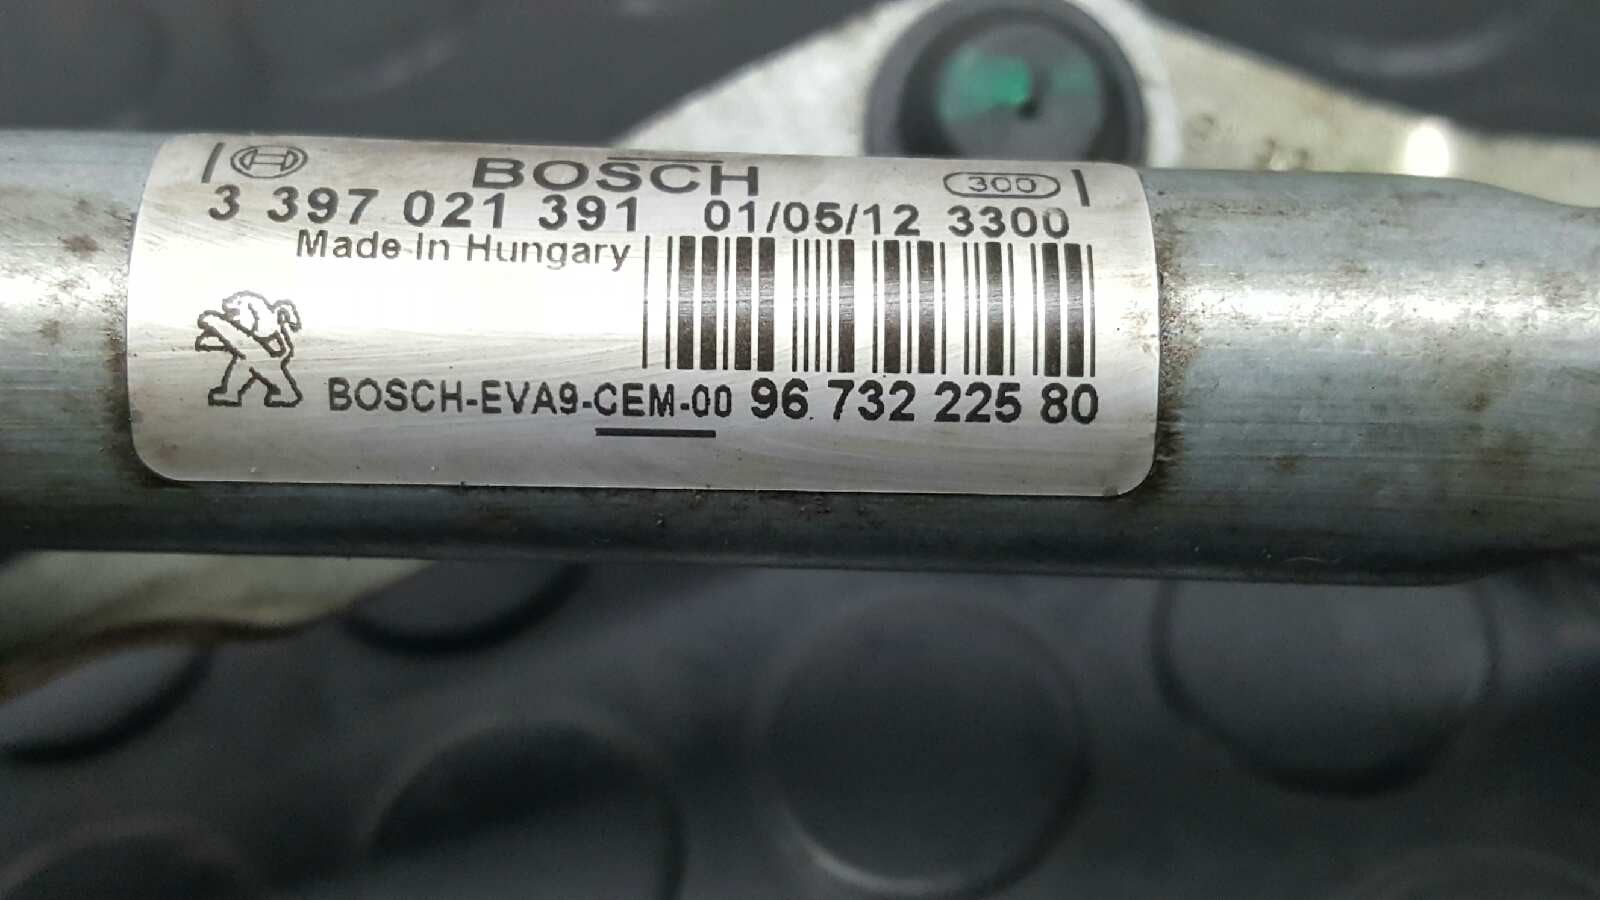 BOSCH 300
3 397 021 391 01/05/12 3300
Made In Hungary
BOSCH-EVA9-CEM-00 96 732 225 80